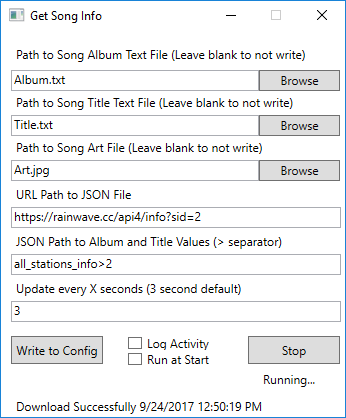 Get Song Info
Path to Song Album Text File (Leave blank to not write)
Album.txt Browse
Path to Song Title Text File (Leave blank to not write)
Title.txt Browse
Path to Song Art File (Leave blank to not write)
Art.jpg Browse
URL Path to JSON File
https://rainwave.cc/api4/info?sid=2
JSON Path to Album and Title Values (> separator)
all_stations_info>2
Update every X seconds (3 second default)
3
Write to Config Log Activity Stop
Run at Start
Running...
Download Successfully 9/24/2017 12:50:19 PM